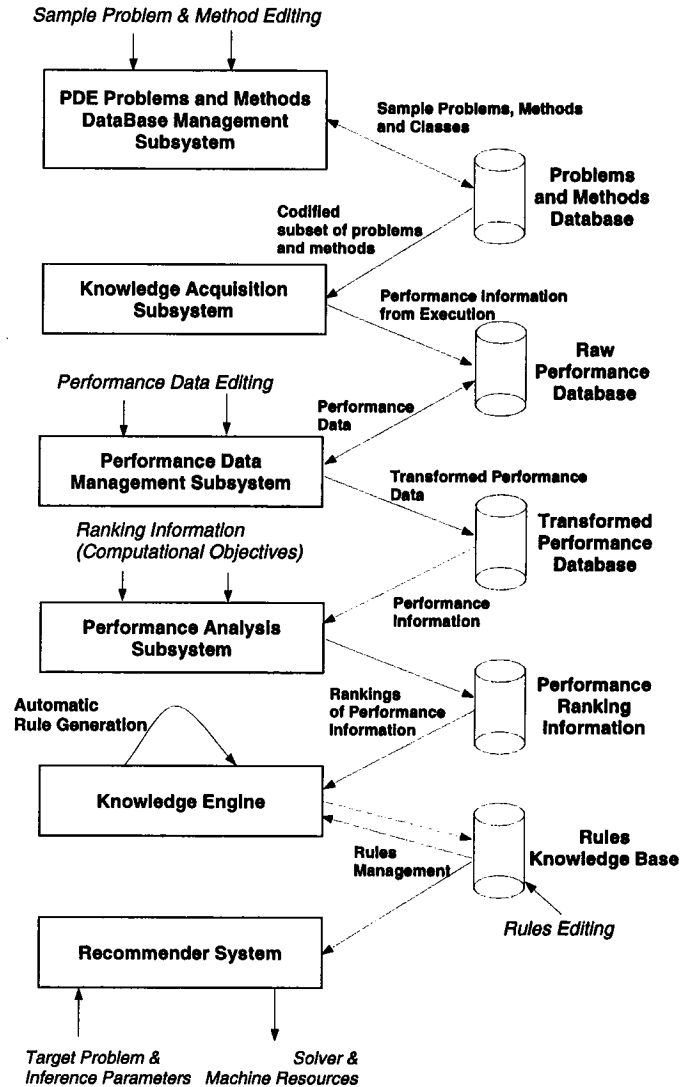 Sample Problem & Method Editing
PDE Problems and Methods
DataBase Management
Subsystem
Sample Problems, Methods
and Classes
Problems
and Methods
Database
Codified
subset of problems
and methods
Knowledge Acquisition
Subsystem
Performance Information
from Execution
Raw
Performance
Database
Performance Data Editing
Performance
Data
Performance Data
Management Subsystem
Transformed Performance
Data
Transformed
Performance
Database
Ranking Information
(Computational Objectives)
Performance
Information
Performance Analysis
Subsystem
Performance
Ranking
Information
Rankings
of Performance
Information
Automatic
Rule Generation
Knowledge Engine
Rules
Knowledge Base
Rules
Management
Rules Editing
Recommender System
Target Problem &
Inference Parameters
Solver &
Machine Resources